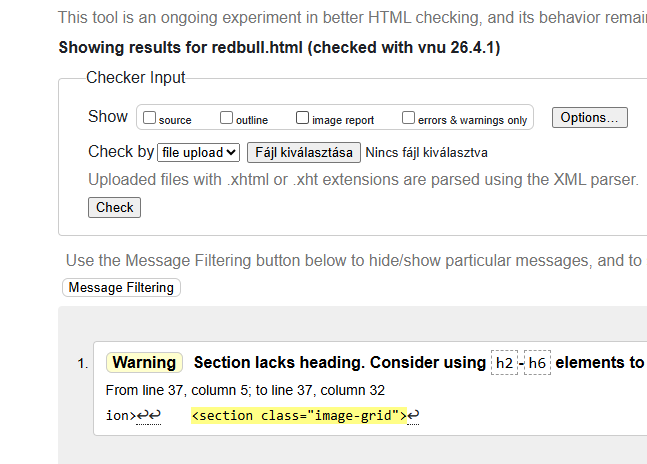 This tool is an ongoing experiment in better HTML checking, and its behavior remai
Showing results for redbull.html (checked with vnu 26.4.1)
Checker Input
Show source outline image report errors & warnings only Options...
Check by file upload Fájl kiválasztása Nincs fájl kiválasztva
Uploaded files with .xhtml or .xht extensions are parsed using the XML parser.
Check
Use the Message Filtering button below to hide/show particular messages, and to
Message Filtering
1. Warning Section lacks heading. Consider using h2-h6 elements to
From line 37, column 5; to line 37, column 32
ion>↩↩ <section class="image-grid">↩